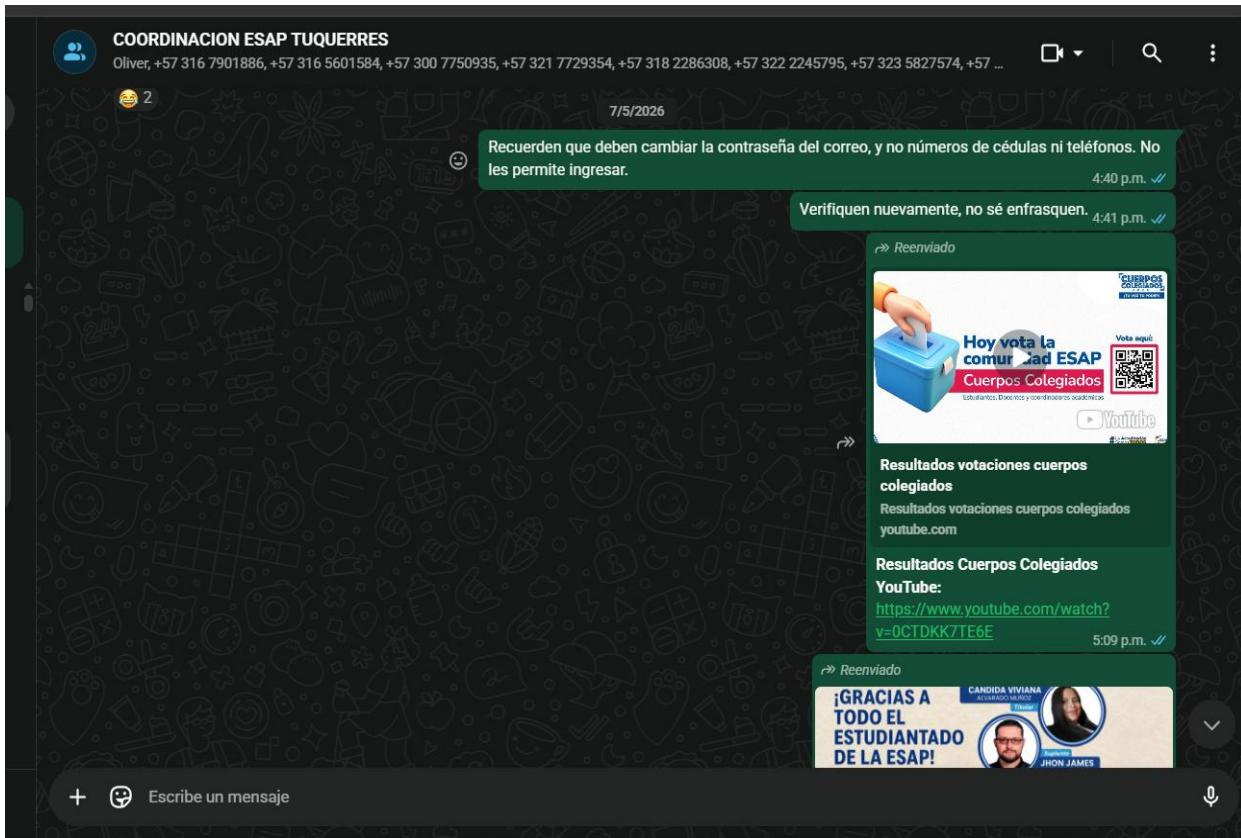 COORDINACION ESAP TUQUERRES
Oliver, +57 316 7901886, +57 316 5601584, +57 300 7750935, +57 321 7729354, +57 318 2286308, +57 322 2245795, +57 323 5827574, +57 ...
2
7/5/2026
Recuerden que deben cambiar la contraseña del correo, y no números de cédulas ni teléfonos. No
les permite ingresar.
4:40 p.m.
Verifiquen nuevamente, no sé enfrasquen.
4:41 p.m.
Reenviado
CUERPOS
COLEGIADOS
Hoy vota la
comunidad ESAP
Vota aquí:
Cuerpos Colegiados
Estudiantes, Docentes y coordinadores académicos
YouTube
Resultados votaciones cuerpos
colegiados
Resultados votaciones cuerpos colegiados
youtube.com
Resultados Cuerpos Colegiados
YouTube:
https://www.youtube.com/watch?
v=0CTDKK7TE6E
5:09 p.m.
Reenviado
¡GRACIAS A
TODO EL
ESTUDIANTADO
DE LA ESAP!
CANDIDA VIVIANA
ALVARADO MUÑOZ
Titular
Suplente
JHON JAMES
Escribe un mensaje